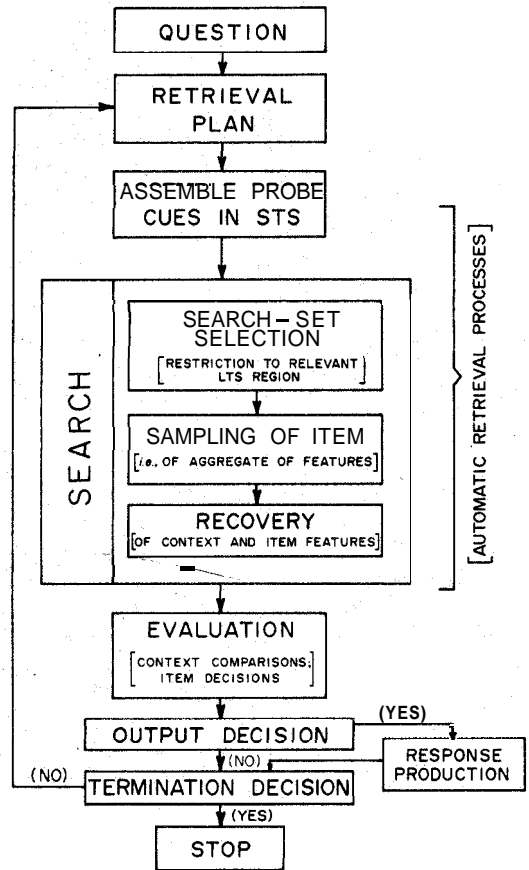 QUESTION
RETRIEVAL
PLAN
ASSEMBLE PROBE
CUES IN STS
SEARCH
SEARCH-SET
SELECTION
[RESTRICTION TO RELEVANT
LTS REGION]
SAMPLING OF ITEM
[i.e., OF AGGREGATE OF FEATURES]
RECOVERY
[OF CONTEXT AND ITEM FEATURES]
[AUTOMATIC RETRIEVAL PROCESSES]
EVALUATION
[CONTEXT COMPARISONS;
ITEM DECISIONS]
OUTPUT DECISION
(YES)
(NO)
RESPONSE
PRODUCTION
(NO)
TERMINATION DECISION
(YES)
STOP